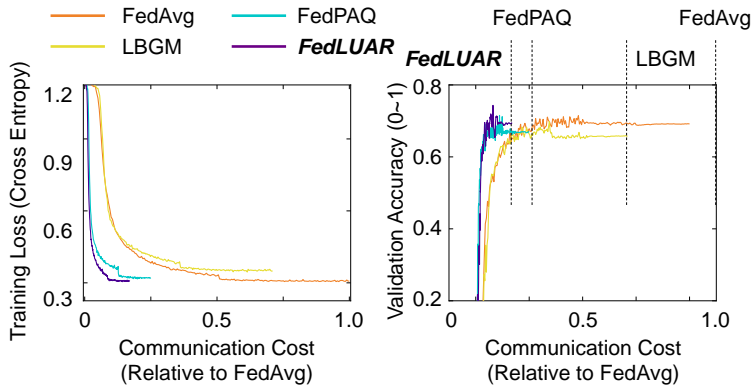 FedAvg
FedPAQ
LBGM
FedLUAR
FedPAQ
FedAvg
FedLUAR
LBGM
Training Loss (Cross Entropy)
1.2
0.9
0.6
0.3
0
0.5
1.0
Communication Cost
(Relative to FedAvg)
Validation Accuracy (0~1)
0.8
0.6
0.4
0.2
0
0.5
1.0
Communication Cost
(Relative to FedAvg)